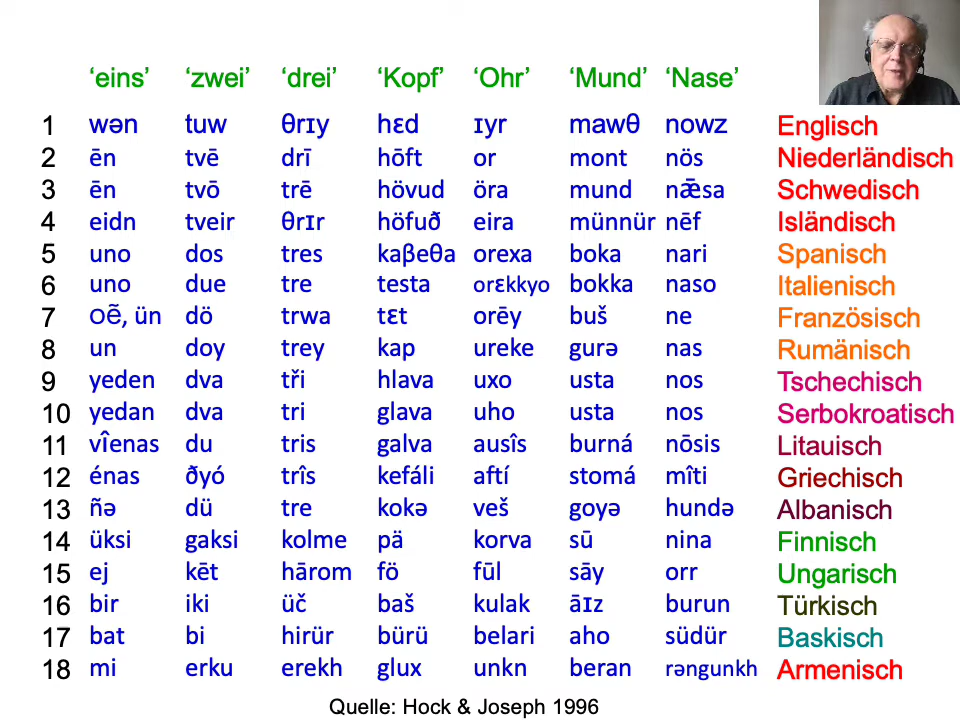 ‘eins’ ‘zwei’ ‘drei’ ‘Kopf’ ‘Ohr’ ‘Mund’ ‘Nase’
1 wən tuw θrɪy hɛd ɪyr mawθ nowz Englisch
2 ēn tvē drī hōft or mont nös Niederländisch
3 ēn tvō trē hövud öra mund nǣsa Schwedisch
4 eidn tveir θrɪr höfuð eira münnür nēf Isländisch
5 uno dos tres kaβeθa orexa boka nari Spanisch
6 uno due tre testa orɛkkyo bokka naso Italienisch
7 œ̃, ün dö trwa tɛt orēy buš ne Französisch
8 un doy trey kap ureke gurə nas Rumänisch
9 yeden dva tři hlava uxo usta nos Tschechisch
10 yedan dva tri glava uho usta nos Serbokroatisch
11 vîenas du tris galva ausîs burná nōsis Litauisch
12 énas ðyó trîs kefáli aftí stomá mîti Griechisch
13 ñə dü tre kokə veš goyə hundə Albanisch
14 üksi gaksi kolme pä korva sū nina Finnisch
15 ej kēt hārom fö fūl sāy orr Ungarisch
16 bir iki üč baš kulak āɪz burun Türkisch
17 bat bi hirür bürü belari aho südür Baskisch
18 mi erku erekh glux unkn beran rəngunkh Armenisch
Quelle: Hock & Joseph 1996